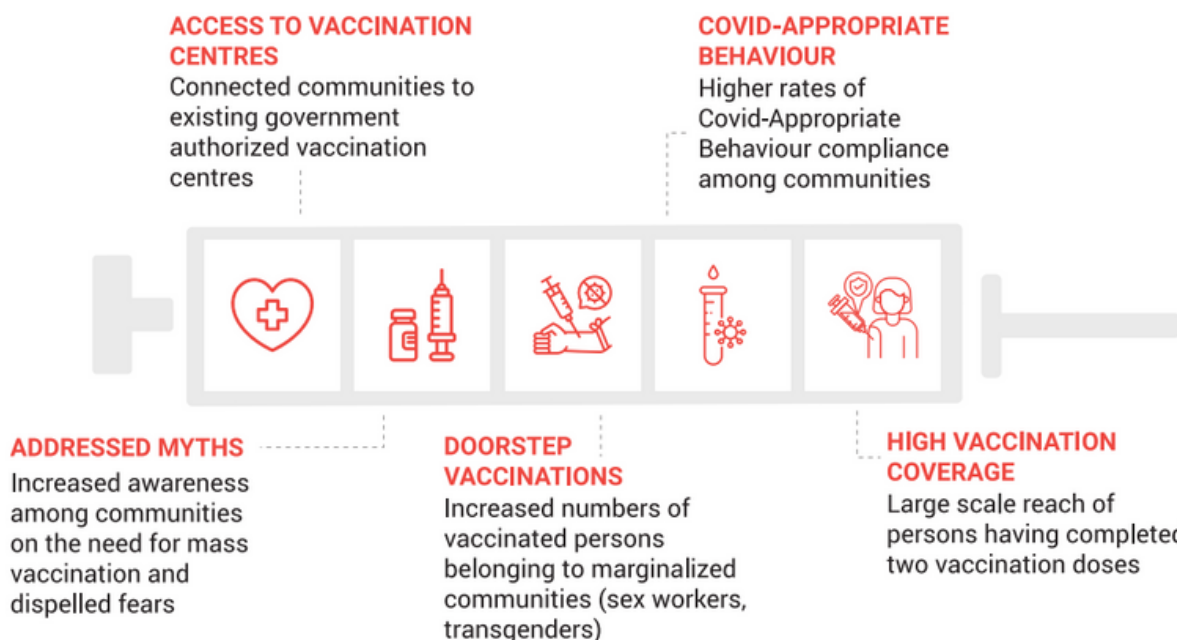 ACCESS TO VACCINATION
CENTRES
Connected communities to
existing government
authorized vaccination
centres
COVID-APPROPRIATE
BEHAVIOUR
Higher rates of
Covid-Appropriate
Behaviour compliance
among communities
ADDRESSED MYTHS
Increased awareness
among communities
on the need for mass
vaccination and
dispelled fears
DOORSTEP
VACCINATIONS
Increased numbers of
vaccinated persons
belonging to marginalized
communities (sex workers,
transgenders)
HIGH VACCINATION
COVERAGE
Large scale reach of
persons having completed
two vaccination doses